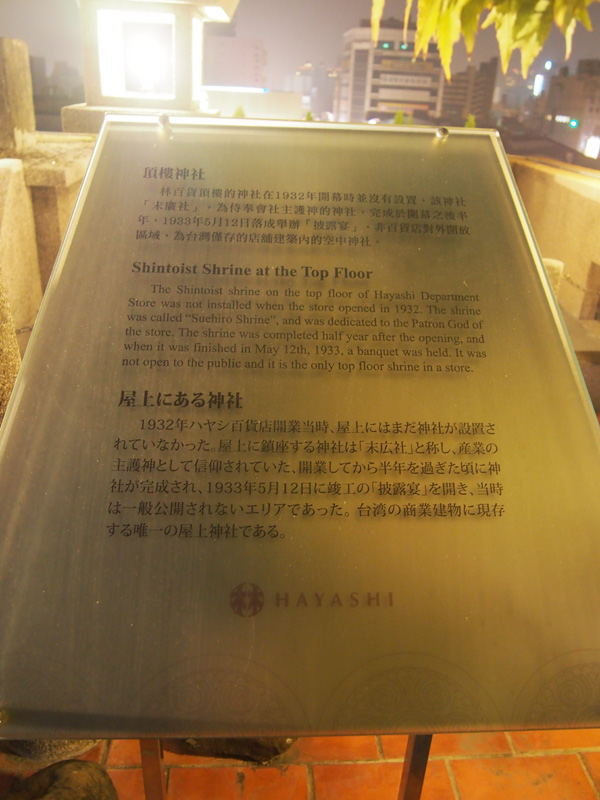 頂樓神社
林百貨頂樓的神社在1932年開幕時並沒有設置，該神社
「末廣社」，為侍奉會社主護神的神社，完成於開幕之後半
年，1933年5月12日落成舉辦「披露宴」，非百貨店對外開放
區域，為台灣僅存的店舖建築內的空中神社。
Shintoist Shrine at the Top Floor
The Shintoist shrine on the top floor of Hayashi Department
Store was not installed when the store opened in 1932. The shrine
was called "Suehiro Shrine", and was dedicated to the Patron God of
the store. The shrine was completed half year after the opening, and
when it was finished in May 12th, 1933, a banquet was held. It was
not open to the public and it is the only top floor shrine in a store.
屋上にある神社
1932年ハヤシ百貨店開業当時、屋上にはまだ神社が設置さ
れていなかった。屋上に鎮座する神社は「末広社」と称し、産業の
主護神として信仰されていた、開業してから半年を過ぎた頃に神
社が完成され、1933年5月12日に竣工の「披露宴」を開き、当時
は一般公開されないエリアであった。台湾の商業建物に現存
する唯一の屋上神社である。
HAYASHI